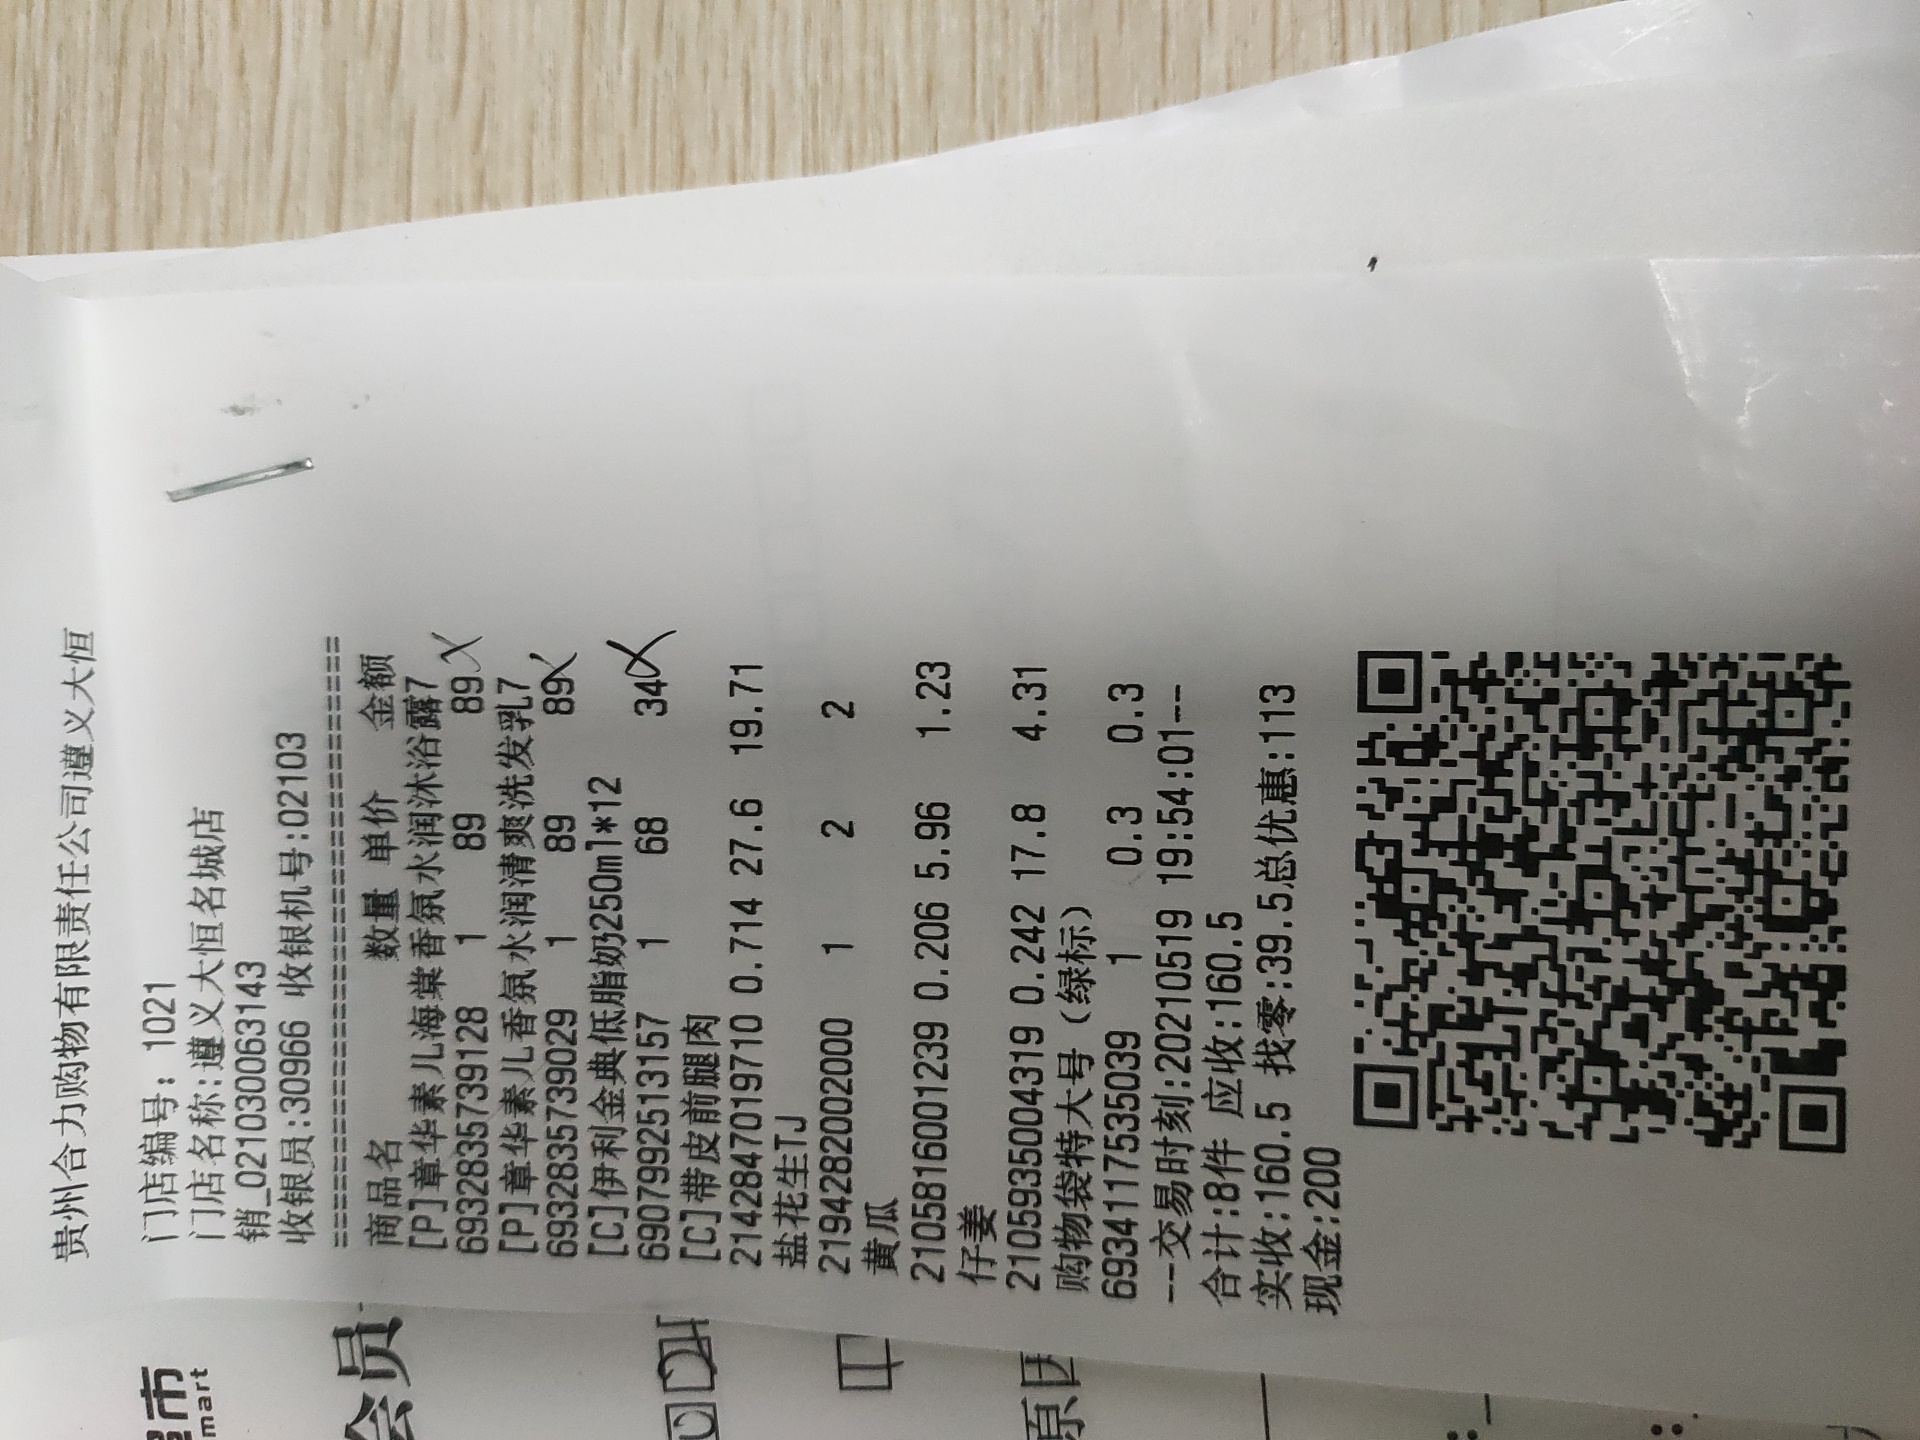 贵州合力购物有限责任公司遵义大恒
门店编号: 1021
门店名称:遵义大恒名城店
销_0210300063143
收银员:30966 收银机号:02103
================================
商品名 数量 单价 金额
[P]章华素儿海棠香氛水润沐浴露7
6932835739128 1 89 89
[P]章华素儿香氛水润清爽洗发乳7
6932835739029 1 89 89
[C]伊利金典低脂奶250ml*12
6907992513157 1 68 34
[C]带皮前腿肉
2142847019710 0.714 27.6 19.71
盐花生TJ
2194282002000 1 2 2
黄瓜
2105816001239 0.206 5.96 1.23
仔姜
2105935004319 0.242 17.8 4.31
购物袋特大号(绿标)
6934117535039 1 0.3 0.3
--交易时刻:20210519 19:54:01--
合计:8件 应收:160.5
实收:160.5 找零:39.5总优惠:113
现金:200
市
mart
会员
原因